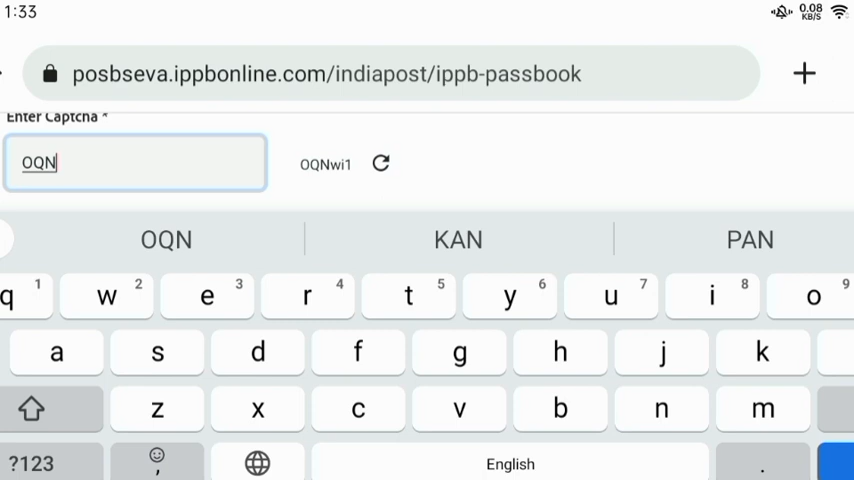 1:33
0.08
KB/S
posbseva.ippbonline.com/indiapost/ippb-passbook
Enter Captcha *
OQN
OQNwi1
OQN KAN PAN
q 1 w 2 e 3 r 4 t 5 y 6 u 7 i 8 o 9
a s d f g h j k
z x c v b n m
?123 , English .